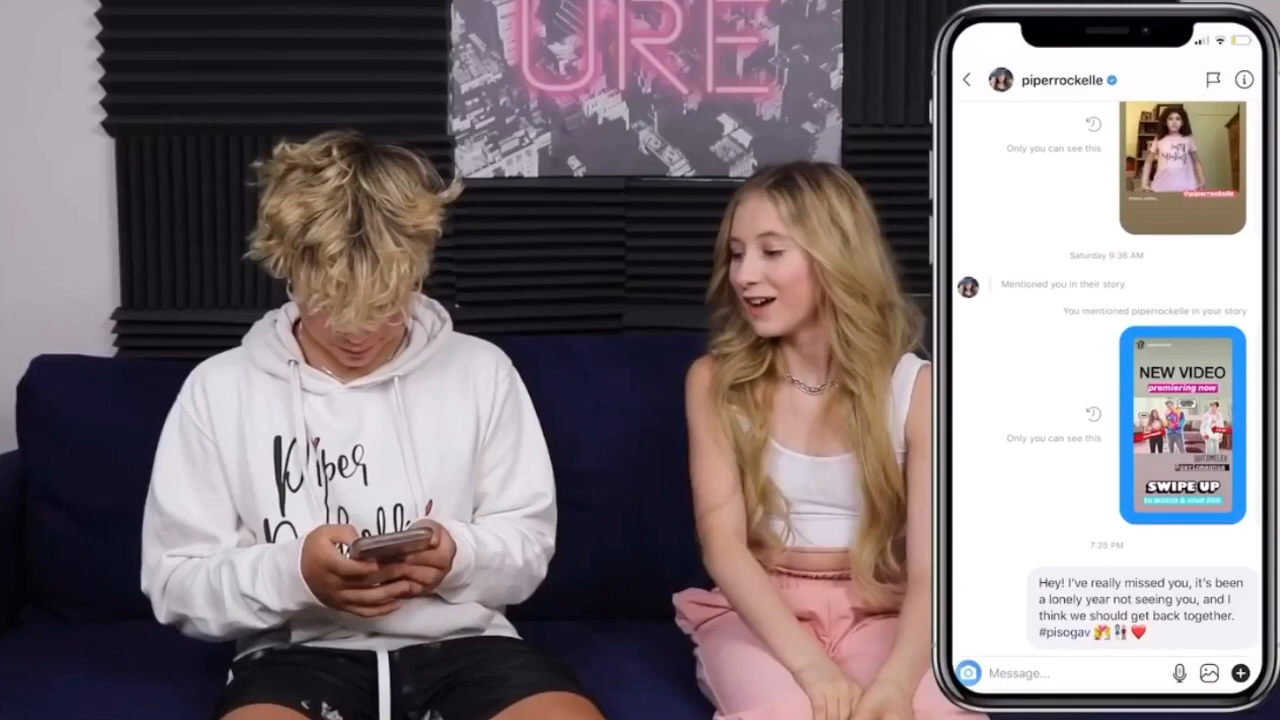 URE
Piper
piperrockelle
Only you can see this
#piperrockelle
Saturday 9:36 AM
Mentioned you in their story
You mentioned piperrockelle in your story
NEW VIDEO
premiering now
Only you can see this
SWIPE UP
7:25 PM
Hey! I've really missed you, it's been
a lonely year not seeing you, and I
think we should get back together.
#pisogav
Message...